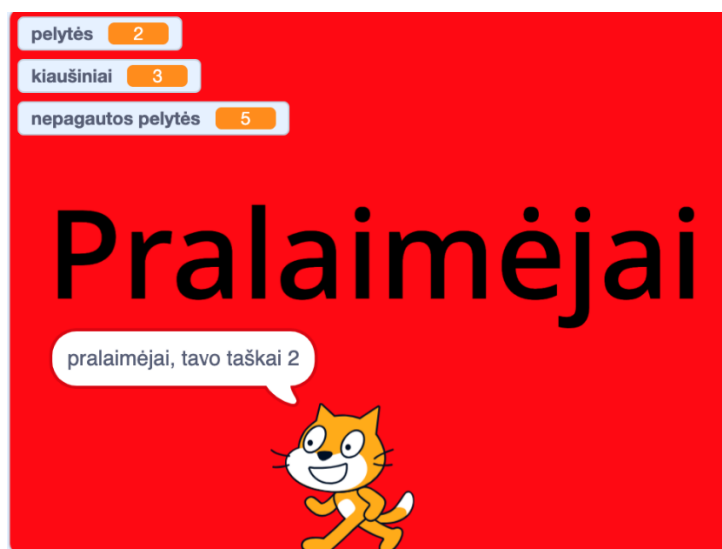 pelytės 2
kiaušiniai 3
nepagautos pelytės 5
Pralaimėjai
pralaimėjai, tavo taškai 2